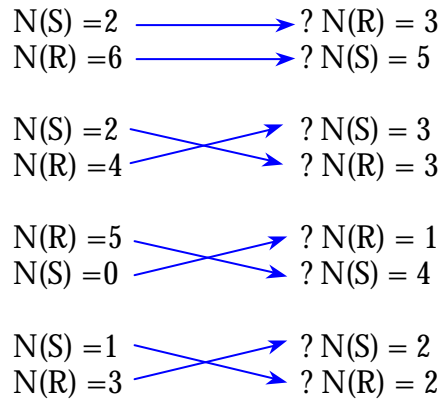 N(S) =2 ? N(R) = 3
N(R) =6 ? N(S) = 5
N(S) =2 ? N(S) = 3
N(R) =4 ? N(R) = 3
N(R) =5 ? N(R) = 1
N(S) =0 ? N(S) = 4
N(S) =1 ? N(S) = 2
N(R) =3 ? N(R) = 2